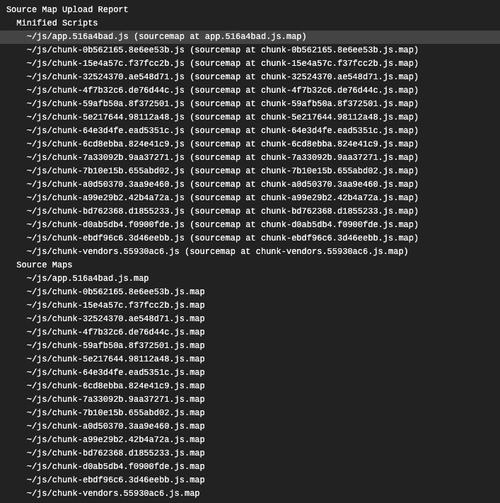 Source Map Upload Report
Minified Scripts
~/js/app.516a4bad.js (sourcemap at app.516a4bad.js.map)
~/js/chunk-0b562165.8e6ee53b.js (sourcemap at chunk-0b562165.8e6ee53b.js.map)
~/js/chunk-15e4a57c.f37fcc2b.js (sourcemap at chunk-15e4a57c.f37fcc2b.js.map)
~/js/chunk-32524370.ae548d71.js (sourcemap at chunk-32524370.ae548d71.js.map)
~/js/chunk-4f7b32c6.de76d44c.js (sourcemap at chunk-4f7b32c6.de76d44c.js.map)
~/js/chunk-59afb50a.8f372501.js (sourcemap at chunk-59afb50a.8f372501.js.map)
~/js/chunk-5e217644.98112a48.js (sourcemap at chunk-5e217644.98112a48.js.map)
~/js/chunk-64e3d4fe.ead5351c.js (sourcemap at chunk-64e3d4fe.ead5351c.js.map)
~/js/chunk-6cd8ebba.824e41c9.js (sourcemap at chunk-6cd8ebba.824e41c9.js.map)
~/js/chunk-7a33092b.9aa37271.js (sourcemap at chunk-7a33092b.9aa37271.js.map)
~/js/chunk-7b10e15b.655abd02.js (sourcemap at chunk-7b10e15b.655abd02.js.map)
~/js/chunk-a0d50370.3aa9e460.js (sourcemap at chunk-a0d50370.3aa9e460.js.map)
~/js/chunk-a99e29b2.42b4a72a.js (sourcemap at chunk-a99e29b2.42b4a72a.js.map)
~/js/chunk-bd762368.d1855233.js (sourcemap at chunk-bd762368.d1855233.js.map)
~/js/chunk-d0ab5db4.f0900fde.js (sourcemap at chunk-d0ab5db4.f0900fde.js.map)
~/js/chunk-ebdf96c6.3d46eebb.js (sourcemap at chunk-ebdf96c6.3d46eebb.js.map)
~/js/chunk-vendors.55930ac6.js (sourcemap at chunk-vendors.55930ac6.js.map)
Source Maps
~/js/app.516a4bad.js.map
~/js/chunk-0b562165.8e6ee53b.js.map
~/js/chunk-15e4a57c.f37fcc2b.js.map
~/js/chunk-32524370.ae548d71.js.map
~/js/chunk-4f7b32c6.de76d44c.js.map
~/js/chunk-59afb50a.8f372501.js.map
~/js/chunk-5e217644.98112a48.js.map
~/js/chunk-64e3d4fe.ead5351c.js.map
~/js/chunk-6cd8ebba.824e41c9.js.map
~/js/chunk-7a33092b.9aa37271.js.map
~/js/chunk-7b10e15b.655abd02.js.map
~/js/chunk-a0d50370.3aa9e460.js.map
~/js/chunk-a99e29b2.42b4a72a.js.map
~/js/chunk-bd762368.d1855233.js.map
~/js/chunk-d0ab5db4.f0900fde.js.map
~/js/chunk-ebdf96c6.3d46eebb.js.map
~/js/chunk-vendors.55930ac6.js.map